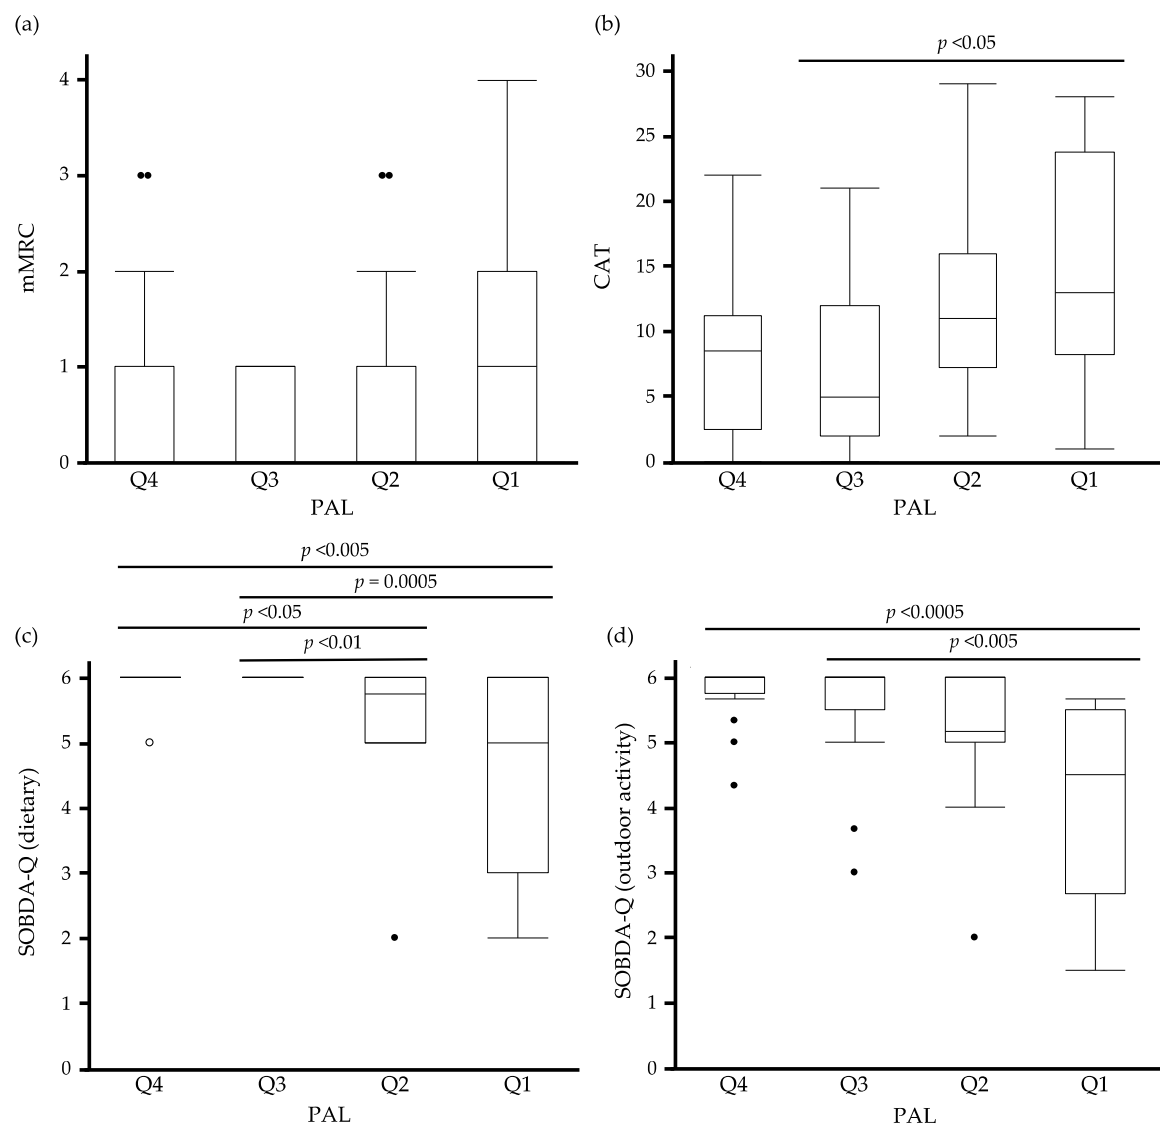 (a)
mMRC
4
3
2
1
0
Q4 Q3 Q2 Q1
PAL
(b)
p <0.05
CAT
30
25
20
15
10
5
0
Q4 Q3 Q2 Q1
PAL
(c)
p <0.005
p = 0.0005
p <0.05
p <0.01
SOBDA-Q (dietary)
6
5
4
3
2
1
0
Q4 Q3 Q2 Q1
PAL
(d)
p <0.0005
p <0.005
SOBDA-Q (outdoor activity)
6
5
4
3
2
1
0
Q4 Q3 Q2 Q1
PAL